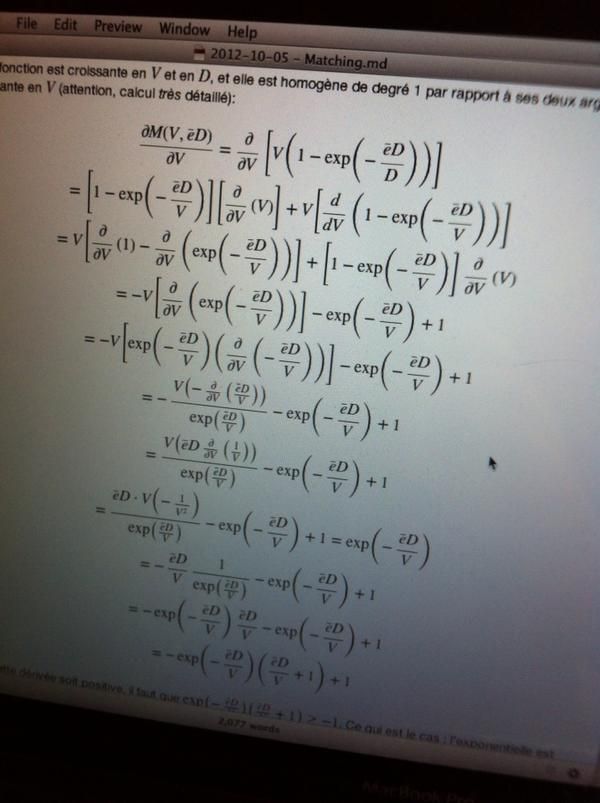 File Edit Preview Window Help
2012-10-05 – Matching.md
fonction est croissante en V et en D, et elle est homogène de degré 1 par rapport à ses deux arg
ante en V (attention, calcul très détaillé):
∂M(V, ēD)/∂V = ∂/∂V [V(1 − exp(−ēD/D))]
= [1 − exp(−ēD/V)][∂/∂V (V)] + V[d/dV (1 − exp(−ēD/V))]
= V[∂/∂V (1) − ∂/∂V (exp(−ēD/V))] + [1 − exp(−ēD/V)] ∂/∂V (V)
= −V[∂/∂V (exp(−ēD/V))] − exp(−ēD/V) + 1
= −V[exp(−ēD/V)(∂/∂V (−ēD/V))] − exp(−ēD/V) + 1
= − V(−∂/∂V (ēD/V))/exp(ēD/V) − exp(−ēD/V) + 1
= V(ēD ∂/∂V (1/V))/exp(ēD/V) − exp(−ēD/V) + 1
= ēD · V(−1/V²)/exp(ēD/V) − exp(−ēD/V) + 1 = exp(−ēD/V)
= −ēD/V 1/exp(ēD/V) − exp(−ēD/V) + 1
= −exp(−ēD/V) ēD/V − exp(−ēD/V) + 1
= −exp(−ēD/V)(ēD/V + 1) + 1
tte dérivée soit positive, il faut que exp(−ēD/V)(ēD/V + 1) > −1. Ce qui est le cas : l'exponentielle est
2,077 words
MacBook